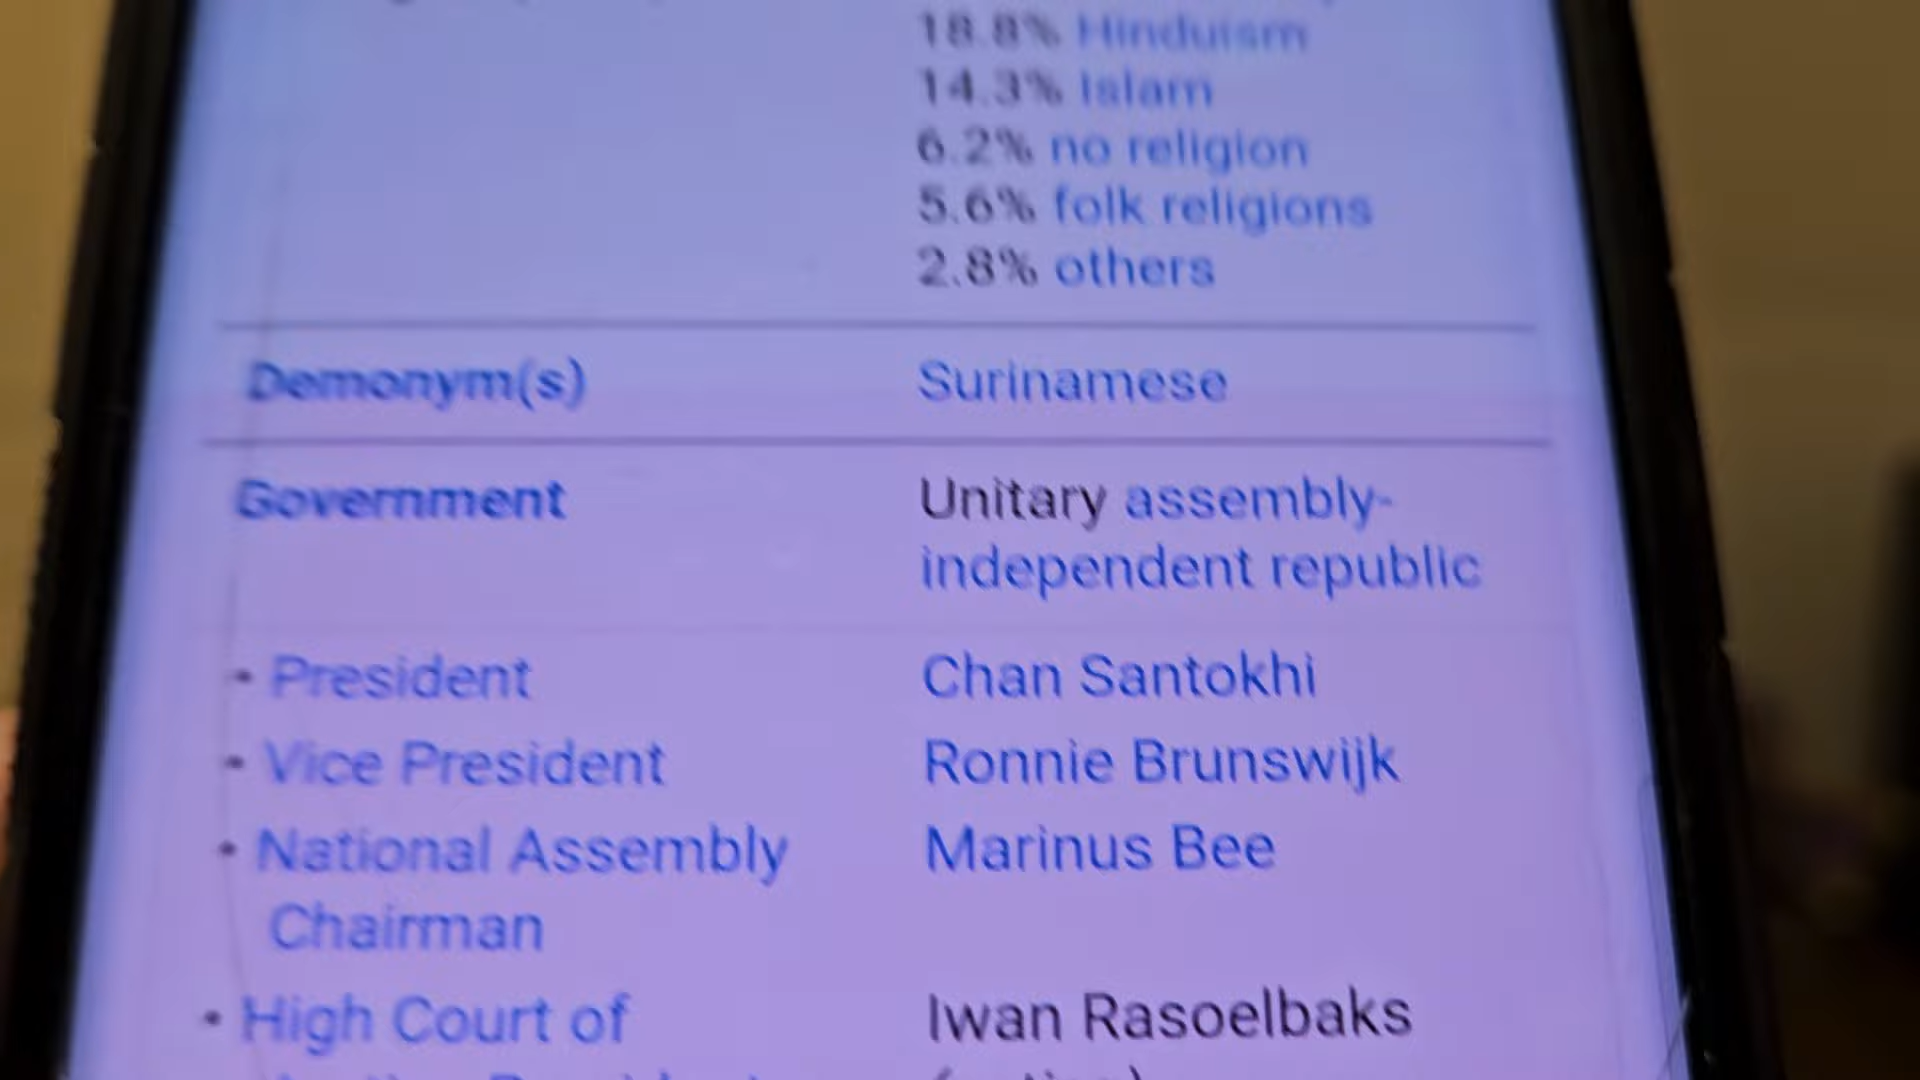 18.8% Hinduism
14.3% Islam
6.2% no religion
5.6% folk religions
2.8% others
Demonym(s) Surinamese
Government Unitary assembly-
independent republic
• President Chan Santokhi
• Vice President Ronnie Brunswijk
• National Assembly Marinus Bee
Chairman
• High Court of Iwan Rasoelbaks